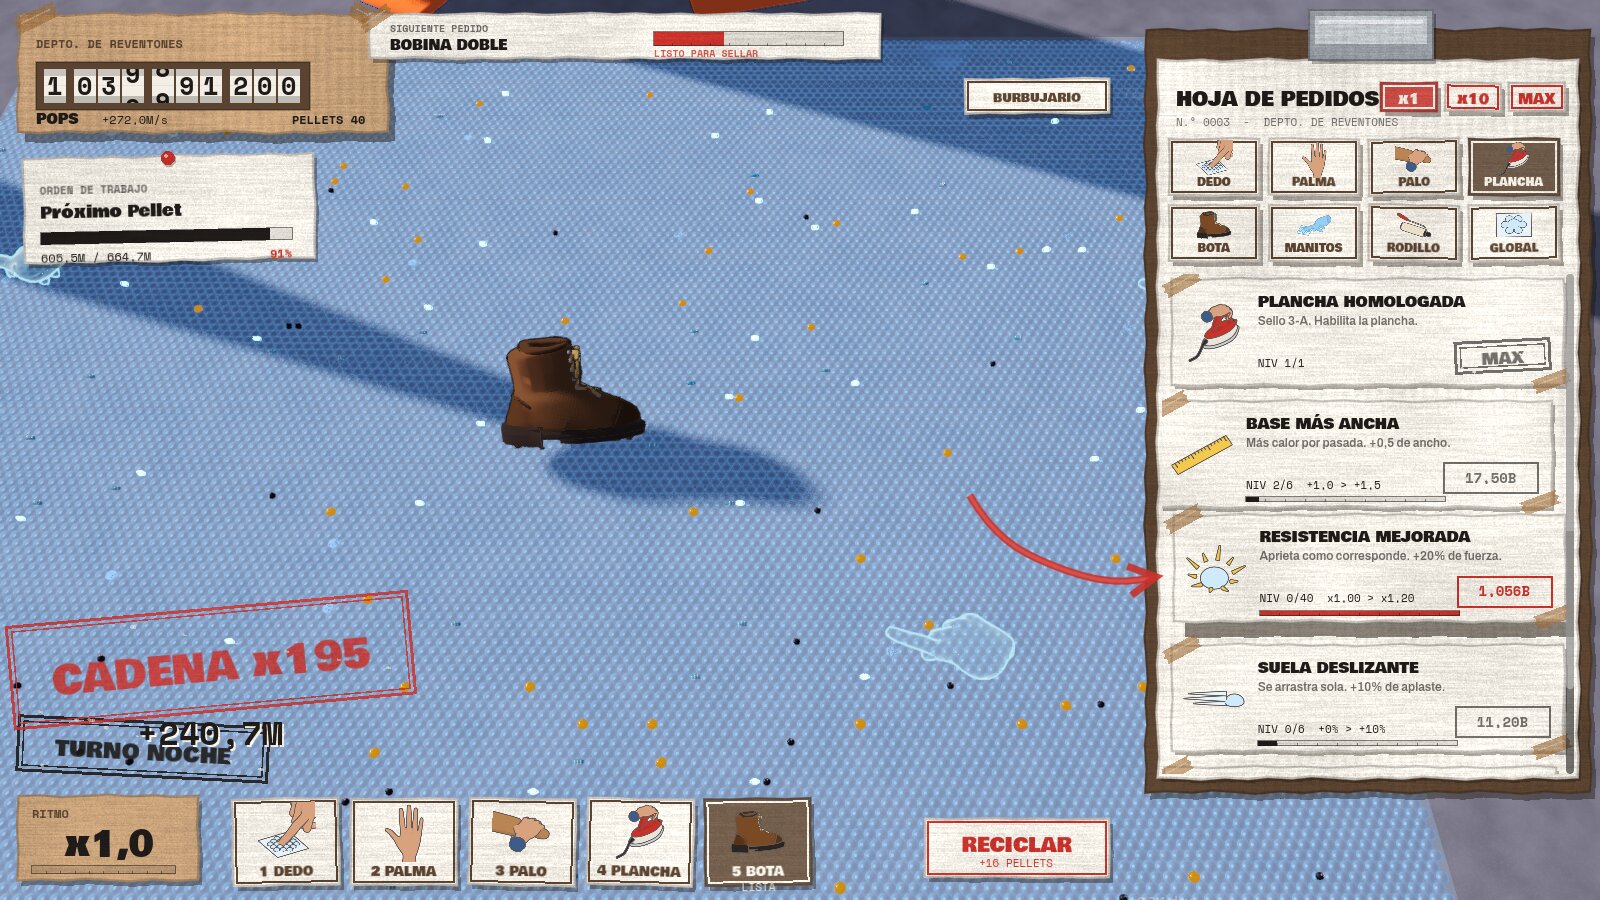 DEPTO. DE REVENTONES
POPS
+272,0M/s
PELLETS 40
SIGUIENTE PEDIDO
BOBINA DOBLE
LISTO PARA SELLAR
ORDEN DE TRABAJO
Próximo Pellet
605,5M / 664,7M
91%
BURBUJARIO
HOJA DE PEDIDOS
x1
x10
MAX
N.° 0003 - DEPTO. DE REVENTONES
DEDO
PALMA
PALO
PLANCHA
BOTA
MANITOS
RODILLO
GLOBAL
PLANCHA HOMOLOGADA
Sello 3-A. Habilita la plancha.
NIV 1/1
MAX
BASE MÁS ANCHA
Más calor por pasada. +0,5 de ancho.
NIV 2/6 +1,0 > +1,5
17,50B
RESISTENCIA MEJORADA
Aprieta como corresponde. +20% de fuerza.
NIV 0/40 x1,00 > x1,20
1,056B
SUELA DESLIZANTE
Se arrastra sola. +10% de aplaste.
NIV 0/6 +0% > +10%
11,20B
CADENA x195
+240,7M
TURNO NOCHE
RITMO
x1,0
1 DEDO
2 PALMA
3 PALO
4 PLANCHA
5 BOTA
LISTA
RECICLAR
+16 PELLETS